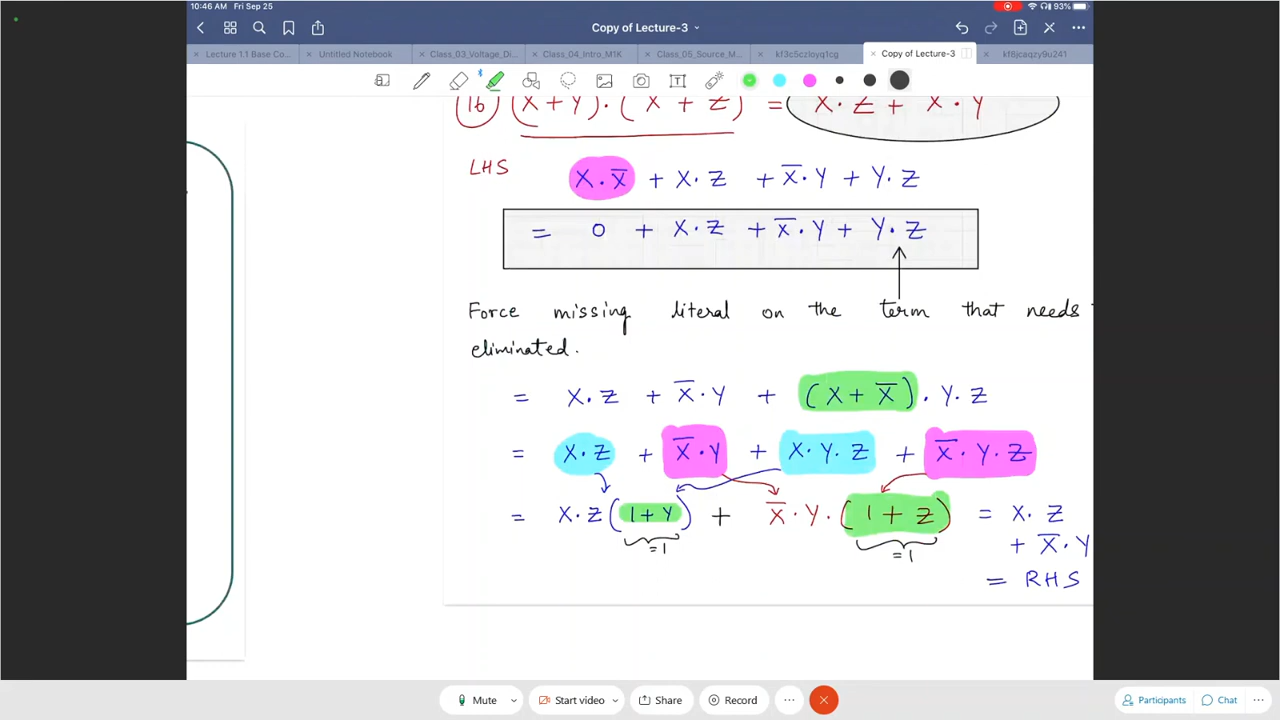 10:46 AM Fri Sep 25 93%
Copy of Lecture-3
Lecture 1.1 Base Co... Untitled Notebook Class_03_Voltage_Di... Class_04_Intro_M1K Class_05_Source_M... kf3c5czloyq1cg Copy of Lecture-3 kf6jcaqzy9u241
(16) (X+Y)·(X + Z) = X·Z + X·Y
LHS X·X̅ + X·Z + X̅·Y + Y·Z
= 0 + X·Z + X̅·Y + Y·Z
Force missing literal on the term that needs
eliminated.
= X·Z + X̅·Y + (X + X̅)·Y·Z
= X·Z + X̅·Y + X·Y·Z + X̅·Y·Z
= X·Z(1+Y) + X̅·Y·(1+Z) = X·Z
=1 =1 + X̅·Y
= RHS
Mute Start video Share Record Participants Chat